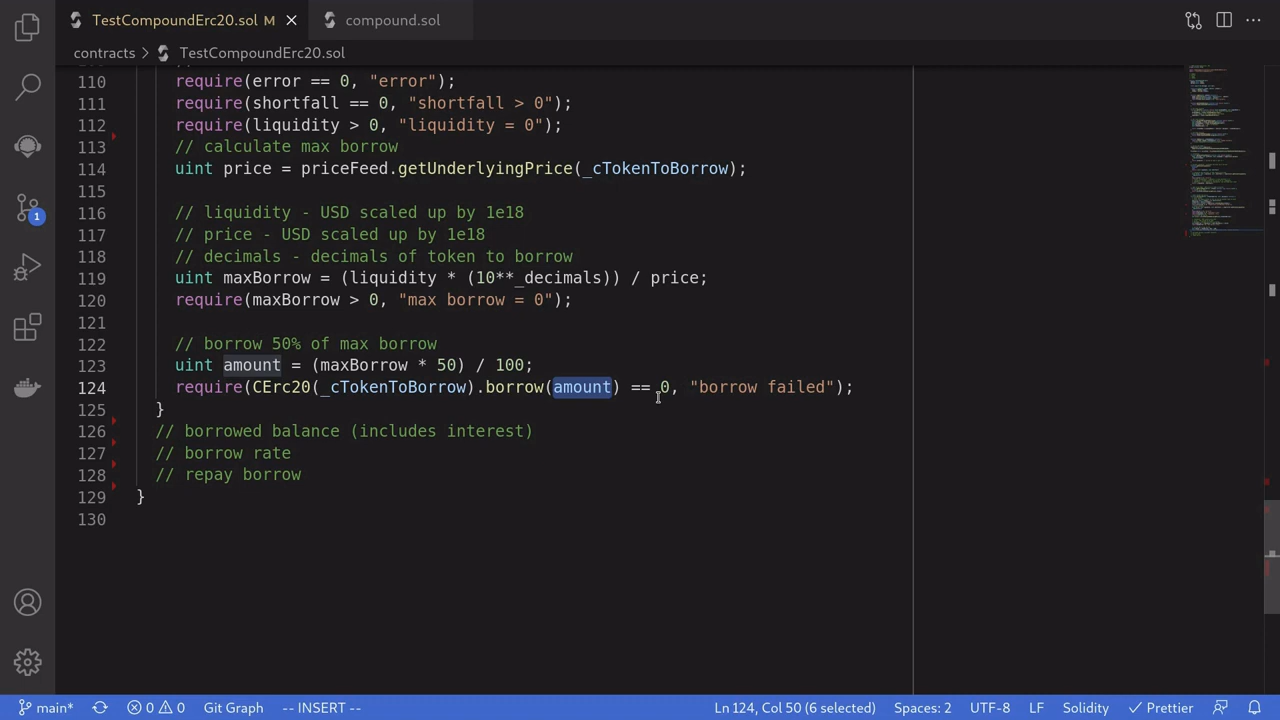 TestCompoundErc20.sol M
compound.sol
contracts > TestCompoundErc20.sol
110 require(error == 0, "error");
111 require(shortfall == 0, "shortfall > 0");
112 require(liquidity > 0, "liquidity = 0");
113 // calculate max borrow
114 uint price = priceFeed.getUnderlyingPrice(_cTokenToBorrow);
115
116 // liquidity - USD scaled up by 1e18
117 // price - USD scaled up by 1e18
118 // decimals - decimals of token to borrow
119 uint maxBorrow = (liquidity * (10**_decimals)) / price;
120 require(maxBorrow > 0, "max borrow = 0");
121
122 // borrow 50% of max borrow
123 uint amount = (maxBorrow * 50) / 100;
124 require(CErc20(_cTokenToBorrow).borrow(amount) == 0, "borrow failed");
125 }
126 // borrowed balance (includes interest)
127 // borrow rate
128 // repay borrow
129 }
130
1
main* 0 0 Git Graph -- INSERT -- Ln 124, Col 50 (6 selected) Spaces: 2 UTF-8 LF Solidity Prettier